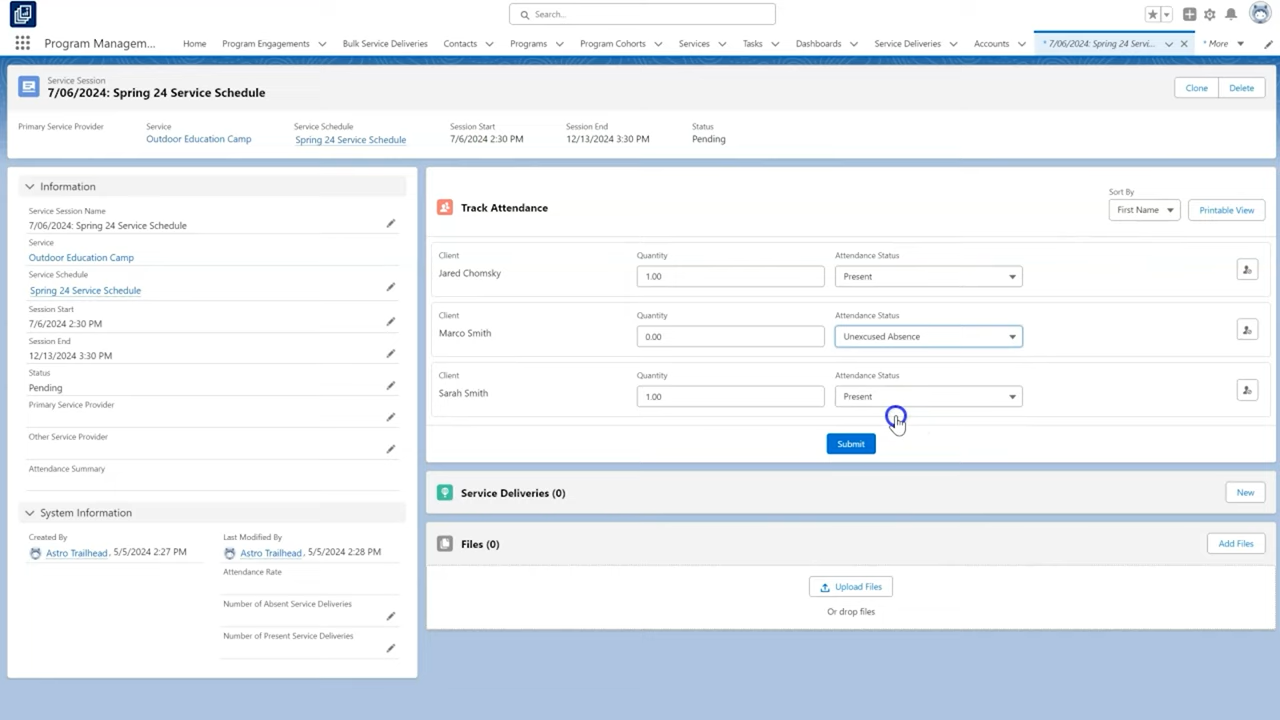 Search...
Program Managem...
Home
Program Engagements
Bulk Service Deliveries
Contacts
Programs
Program Cohorts
Services
Tasks
Dashboards
Service Deliveries
Accounts
* 7/06/2024: Spring 24 Servi...
* More
Service Session
7/06/2024: Spring 24 Service Schedule
Clone
Delete
Primary Service Provider
Service
Outdoor Education Camp
Service Schedule
Spring 24 Service Schedule
Session Start
7/6/2024 2:30 PM
Session End
12/13/2024 3:30 PM
Status
Pending
Information
Service Session Name
7/06/2024: Spring 24 Service Schedule
Service
Outdoor Education Camp
Service Schedule
Spring 24 Service Schedule
Session Start
7/6/2024 2:30 PM
Session End
12/13/2024 3:30 PM
Status
Pending
Primary Service Provider
Other Service Provider
Attendance Summary
System Information
Created By
Astro Trailhead, 5/5/2024 2:27 PM
Last Modified By
Astro Trailhead, 5/5/2024 2:28 PM
Attendance Rate
Number of Absent Service Deliveries
Number of Present Service Deliveries
Track Attendance
Sort By
First Name
Printable View
Client
Jared Chomsky
Quantity
1.00
Attendance Status
Present
Client
Marco Smith
Quantity
0.00
Attendance Status
Unexcused Absence
Client
Sarah Smith
Quantity
1.00
Attendance Status
Present
Submit
Service Deliveries (0)
New
Files (0)
Add Files
Upload Files
Or drop files